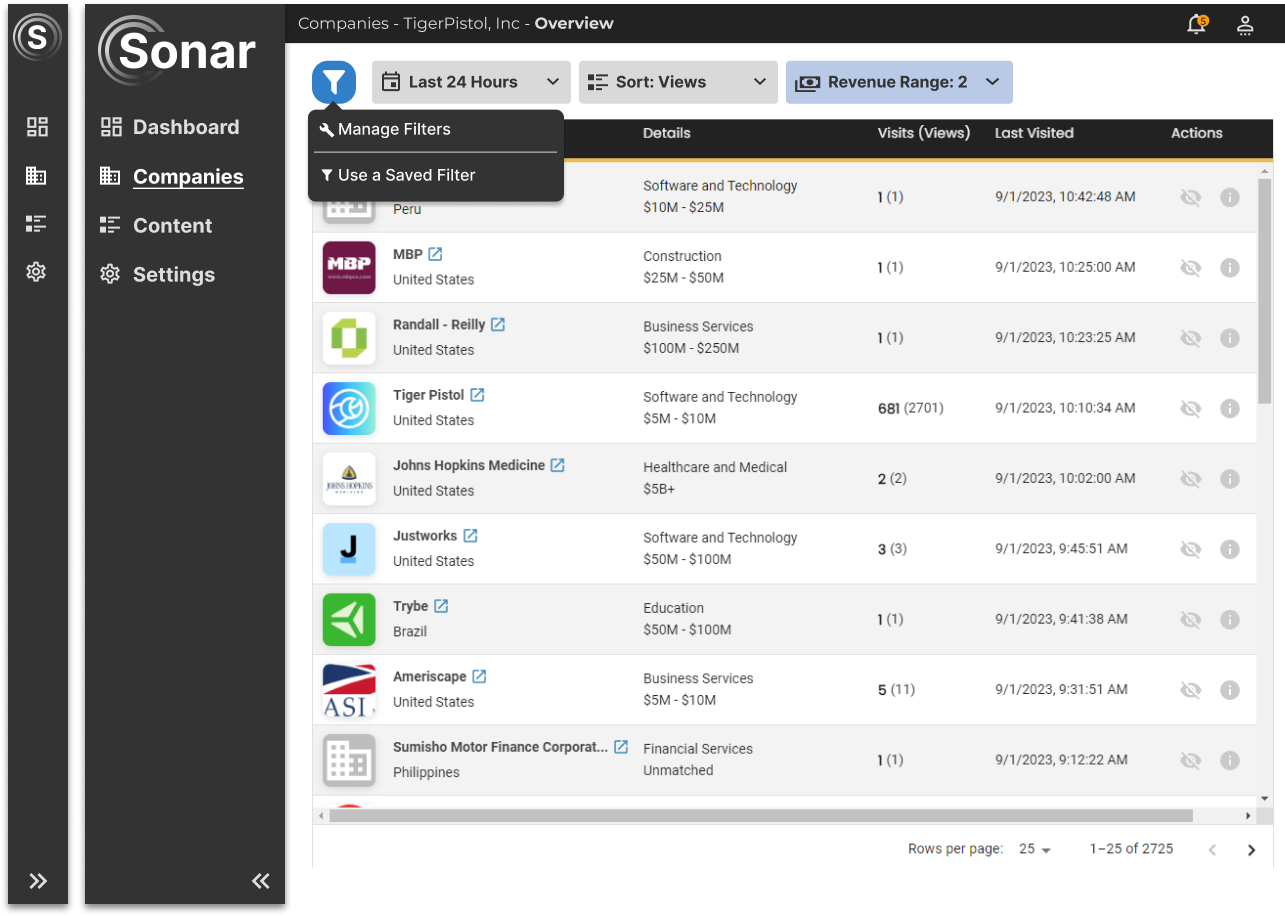 S
Sonar
Dashboard
Companies
Content
Settings
Companies - TigerPistol, Inc - Overview
5
Last 24 Hours
Sort: Views
Revenue Range: 2
Manage Filters
Use a Saved Filter
Details
Visits (Views)
Last Visited
Actions
Peru
Software and Technology
$10M - $25M
1 (1)
9/1/2023, 10:42:48 AM
MBP
www.mbpce.com
MBP
United States
Construction
$25M - $50M
1 (1)
9/1/2023, 10:25:00 AM
Randall - Reilly
United States
Business Services
$100M - $250M
1 (1)
9/1/2023, 10:23:25 AM
Tiger Pistol
United States
Software and Technology
$5M - $10M
681 (2701)
9/1/2023, 10:10:34 AM
JOHNS HOPKINS
MEDICINE
Johns Hopkins Medicine
United States
Healthcare and Medical
$5B+
2 (2)
9/1/2023, 10:02:00 AM
J
Justworks
United States
Software and Technology
$50M - $100M
3 (3)
9/1/2023, 9:45:51 AM
Trybe
Brazil
Education
$50M - $100M
1 (1)
9/1/2023, 9:41:38 AM
ASI
Ameriscape
United States
Business Services
$5M - $10M
5 (11)
9/1/2023, 9:31:51 AM
Sumisho Motor Finance Corporat...
Philippines
Financial Services
Unmatched
1 (1)
9/1/2023, 9:12:22 AM
Rows per page: 25
1–25 of 2725